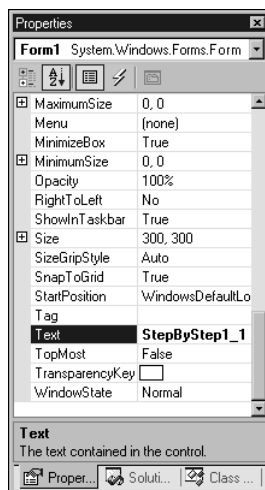 Properties
Form1 System.Windows.Forms.Form
MaximumSize 0, 0
Menu (none)
MinimizeBox True
MinimumSize 0, 0
Opacity 100%
RightToLeft No
ShowInTaskbar True
Size 300, 300
SizeGripStyle Auto
SnapToGrid True
StartPosition WindowsDefaultLo
Tag
Text StepByStep1_1
TopMost False
TransparencyKey
WindowState Normal
Text
The text contained in the control.
Proper... Soluti... Class ...